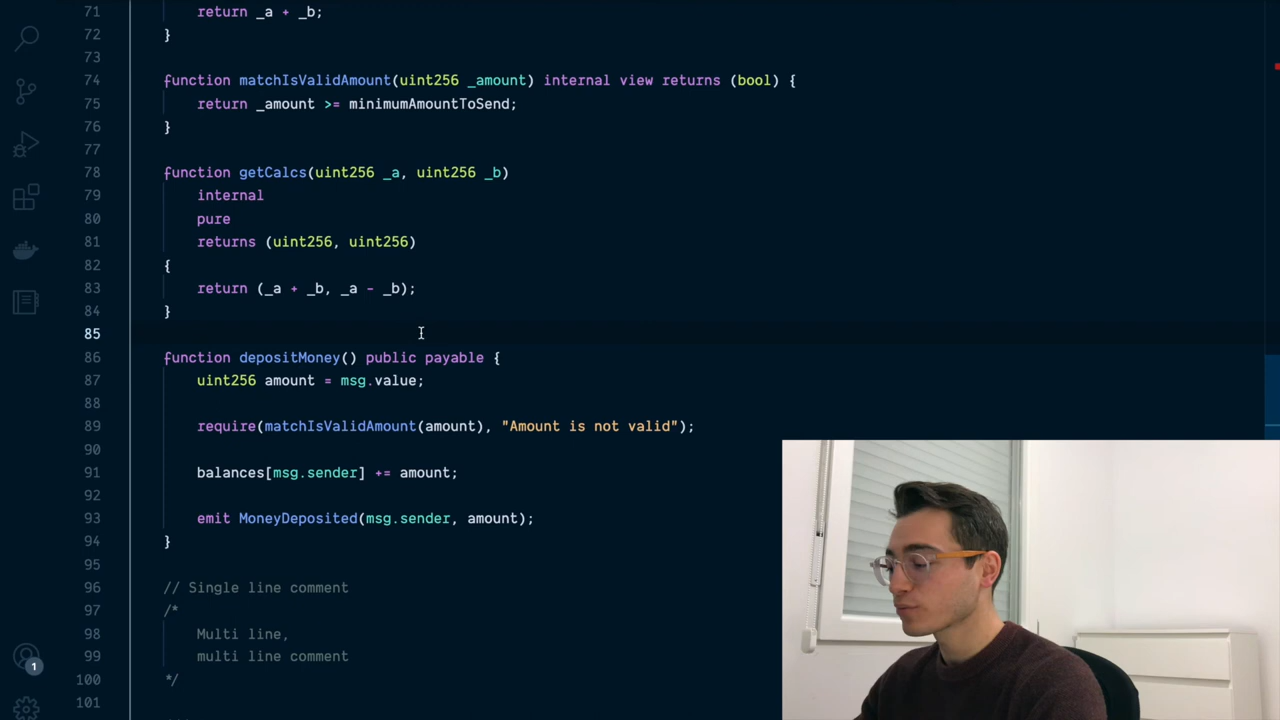 71 return _a + _b;
72 }
73
74 function matchIsValidAmount(uint256 _amount) internal view returns (bool) {
75 return _amount >= minimumAmountToSend;
76 }
77
78 function getCalcs(uint256 _a, uint256 _b)
79 internal
80 pure
81 returns (uint256, uint256)
82 {
83 return (_a + _b, _a - _b);
84 }
85
86 function depositMoney() public payable {
87 uint256 amount = msg.value;
88
89 require(matchIsValidAmount(amount), "Amount is not valid");
90
91 balances[msg.sender] += amount;
92
93 emit MoneyDeposited(msg.sender, amount);
94 }
95
96 // Single line comment
97 /*
98 Multi line,
99 multi line comment
100 */
101
1